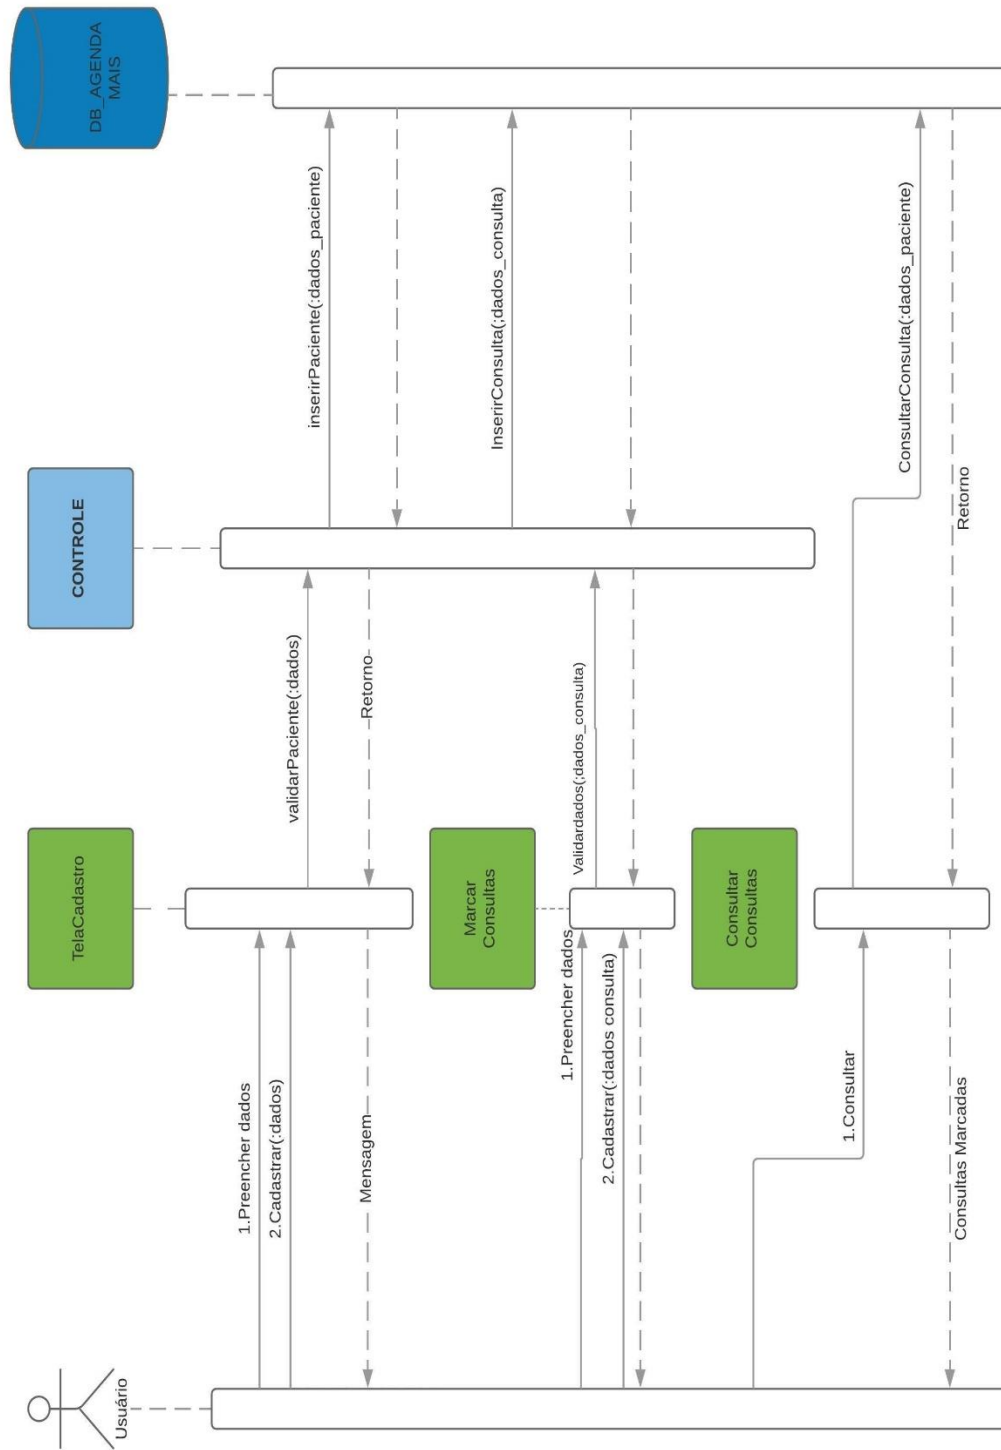 Usuário
TelaCadastro
CONTROLE
DB_AGENDA
MAIS
1.Preencher dados
2.Cadastrar(:dados)
validarPaciente(:dados)
inserirPaciente(:dados_paciente)
Retorno
Mensagem
Marcar
Consultas
1.Preencher dados
2.Cadastrar(:dados consulta)
Validardados(;dados_consulta)
InserirConsulta(;dados_consulta)
Consultar
Consultas
1.Consultar
ConsultarConsulta(:dados_paciente)
Retorno
Consultas Marcadas